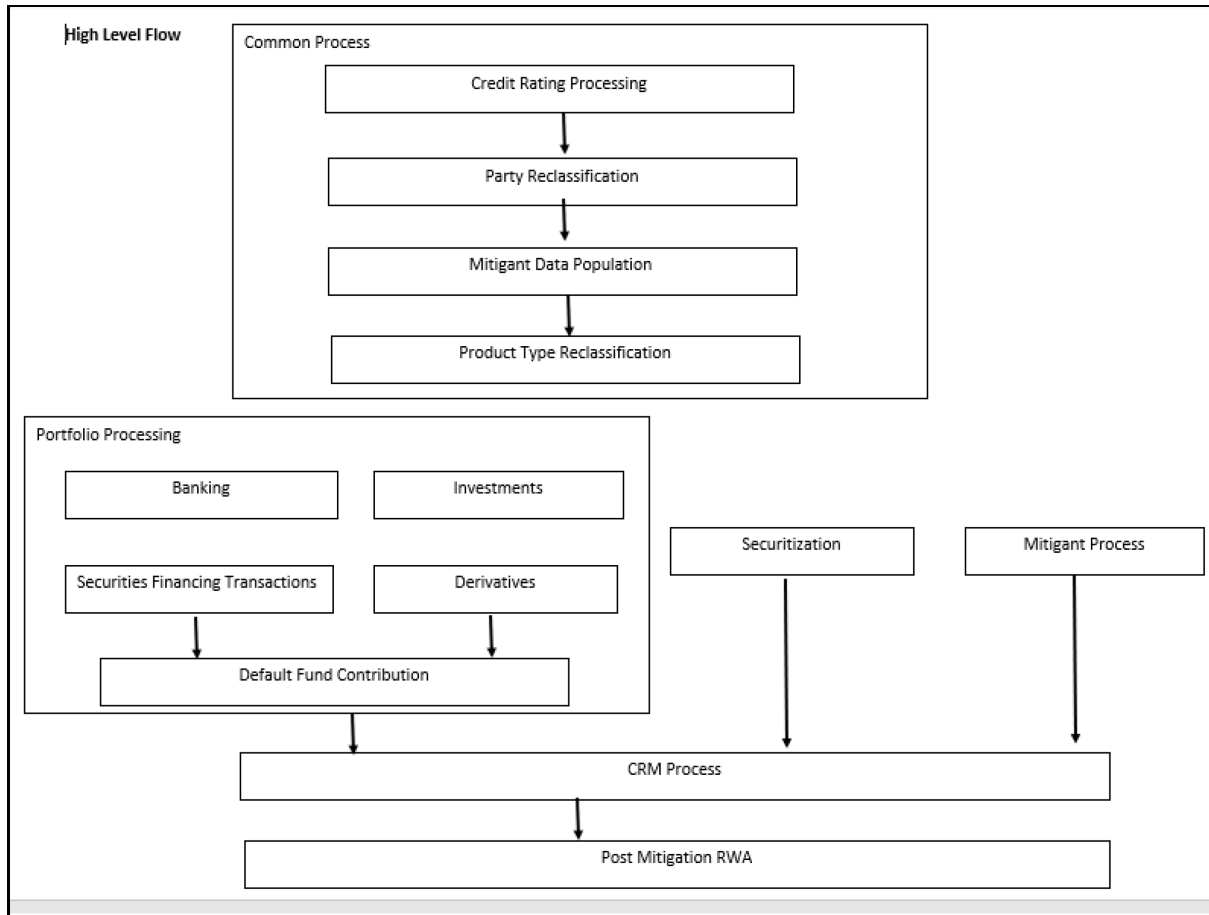 High Level Flow
Common Process
Credit Rating Processing
Party Reclassification
Mitigant Data Population
Product Type Reclassification
Portfolio Processing
Banking
Investments
Securitization
Mitigant Process
Securities Financing Transactions
Derivatives
Default Fund Contribution
CRM Process
Post Mitigation RWA